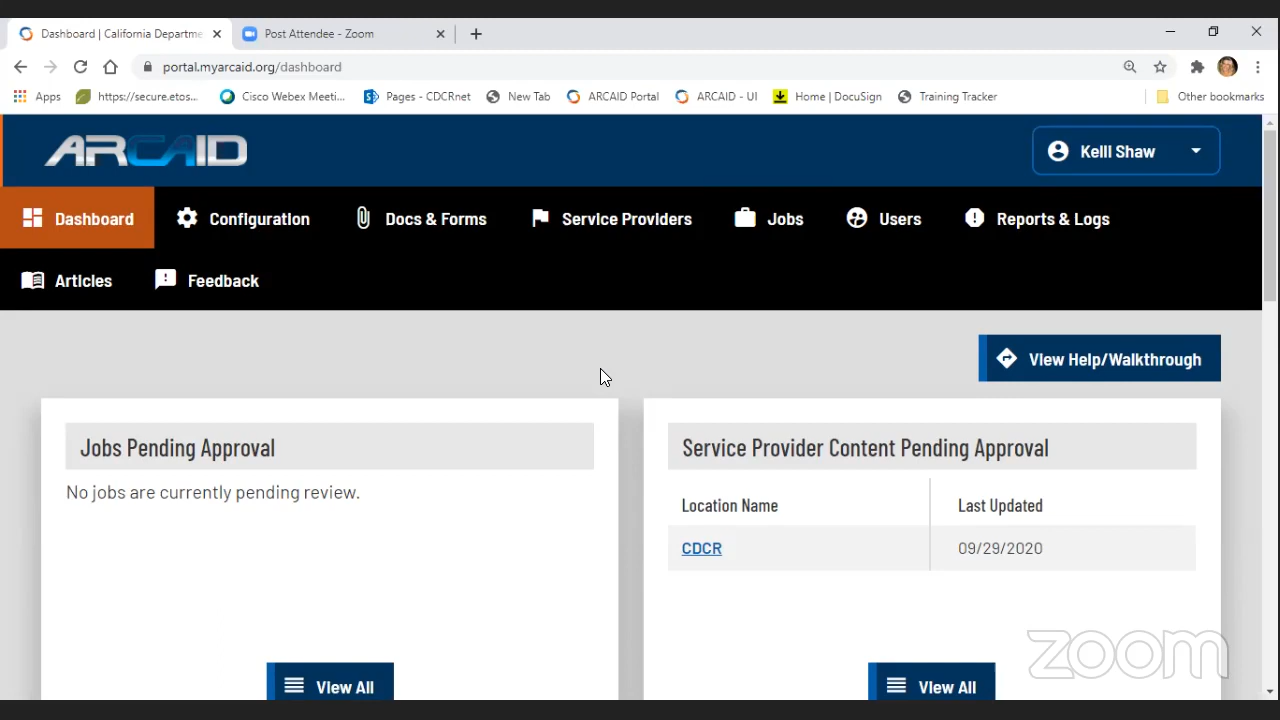 Dashboard | California Departme
Post Attendee - Zoom
portal.myarcaid.org/dashboard
Apps
https://secure.etos...
Cisco Webex Meeti...
Pages - CDCRnet
New Tab
ARCAID Portal
ARCAID - UI
Home | DocuSign
Training Tracker
Other bookmarks
ARCAID
Kelll Shaw
Dashboard
Configuration
Docs & Forms
Service Providers
Jobs
Users
Reports & Logs
Articles
Feedback
View Help/Walkthrough
Jobs Pending Approval
No jobs are currently pending review.
View All
Service Provider Content Pending Approval
Location Name
Last Updated
CDCR
09/29/2020
View All
zoom